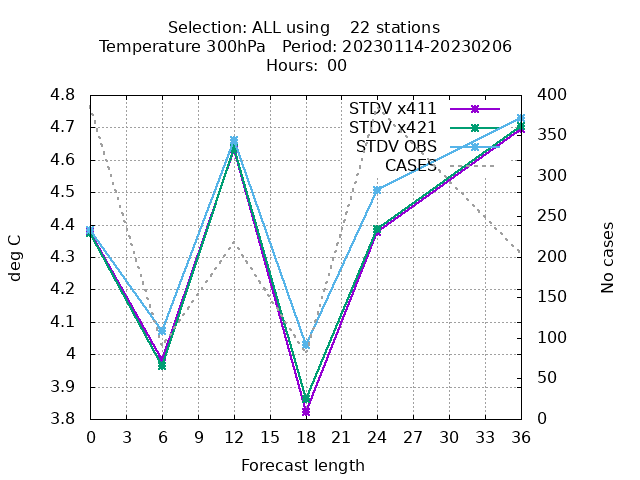 Selection: ALL using    22 stations
Temperature 300hPa   Period: 20230114-20230206
Hours:  00
4.8
4.7
4.6
4.5
4.4
4.3
4.2
4.1
4
3.9
3.8
deg C
STDV x411
STDV x421
STDV OBS
CASES
400
350
300
250
200
150
100
50
0
No cases
0 3 6 9 12 15 18 21 24 27 30 33 36
Forecast length